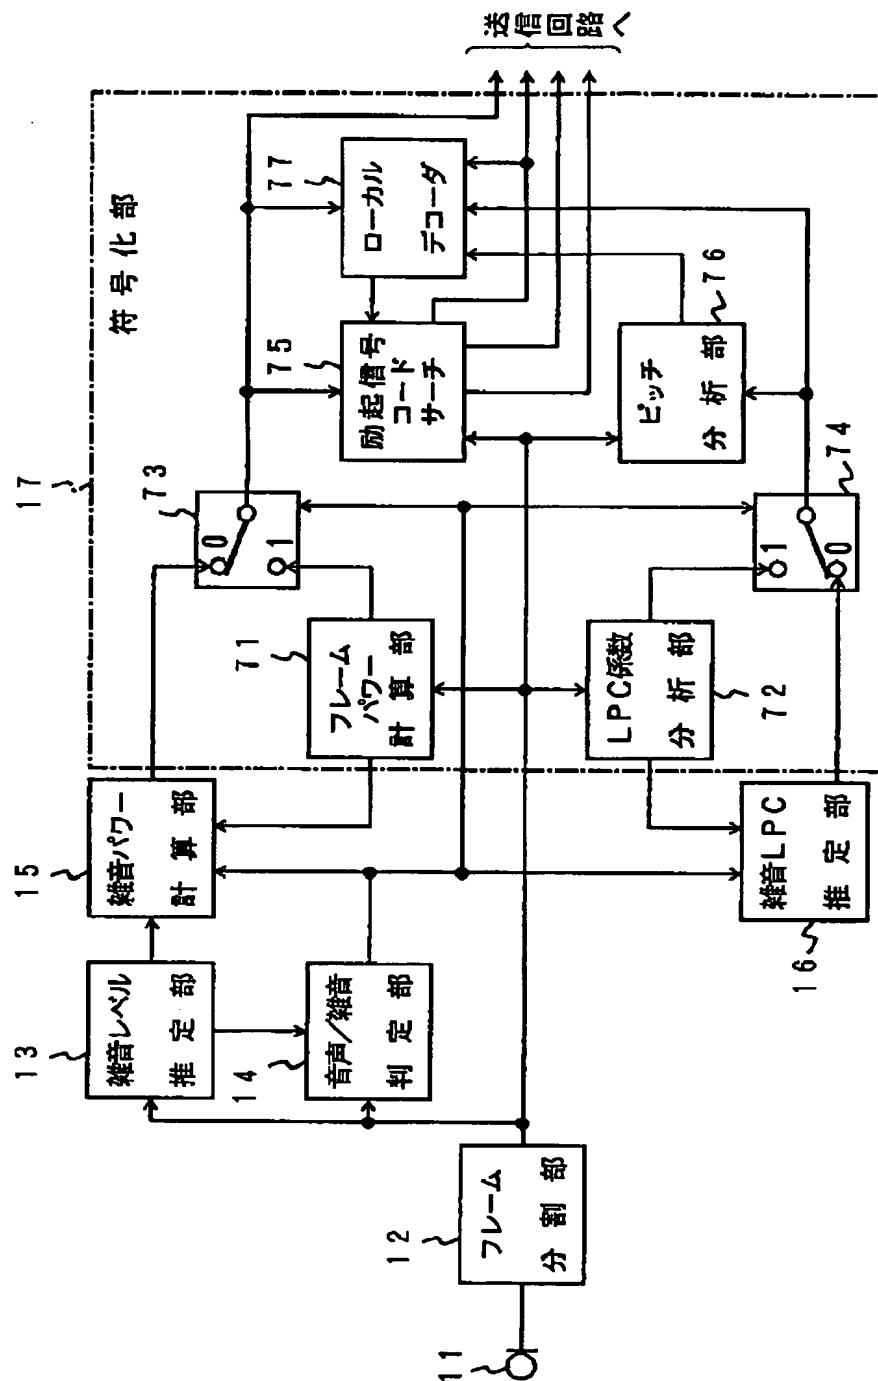 17
符号化部
送信回路へ
13
雑音レベル
推定部
15
雑音パワー
計算部
73
0
1
77
ローカル
デコーダ
75
励起信号
コード
サーチ
14
音声/雑音
判定部
71
フレーム
パワー
計算部
11
12
フレーム
分割部
72
LPC係数
分析部
76
ピッチ
分析部
16
雑音LPC
推定部
74
1
0